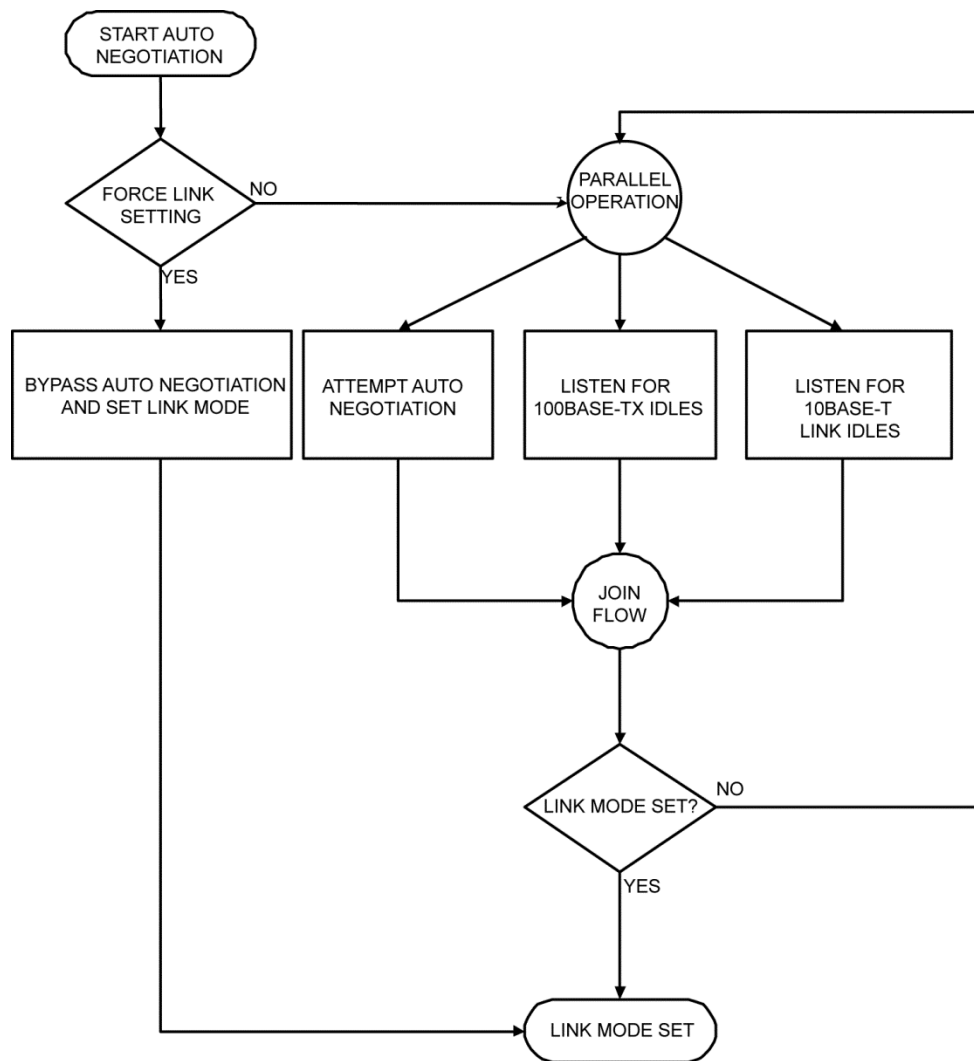 START AUTO
NEGOTIATION
FORCE LINK
SETTING
NO
YES
PARALLEL
OPERATION
BYPASS AUTO NEGOTIATION
AND SET LINK MODE
ATTEMPT AUTO
NEGOTIATION
LISTEN FOR
100BASE-TX IDLES
LISTEN FOR
10BASE-T
LINK IDLES
JOIN
FLOW
LINK MODE SET?
NO
YES
LINK MODE SET